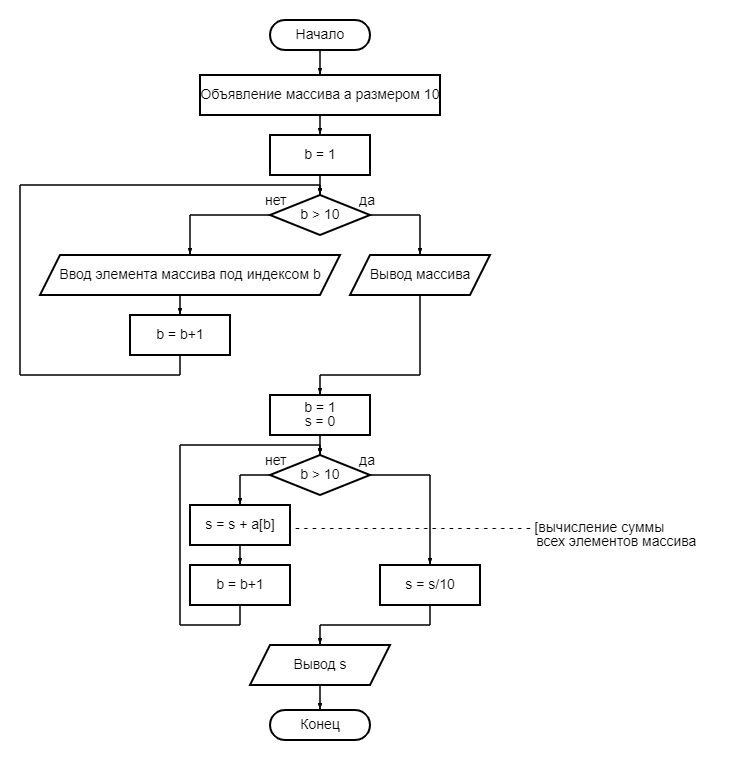 Начало
Объявление массива a размером 10
b = 1
нет
да
b > 10
Ввод элемента массива под индексом b
Вывод массива
b = b+1
b = 1
s = 0
нет
да
b > 10
s = s + a[b]
[вычисление суммы
всех элементов массива
b = b+1
s = s/10
Вывод s
Конец